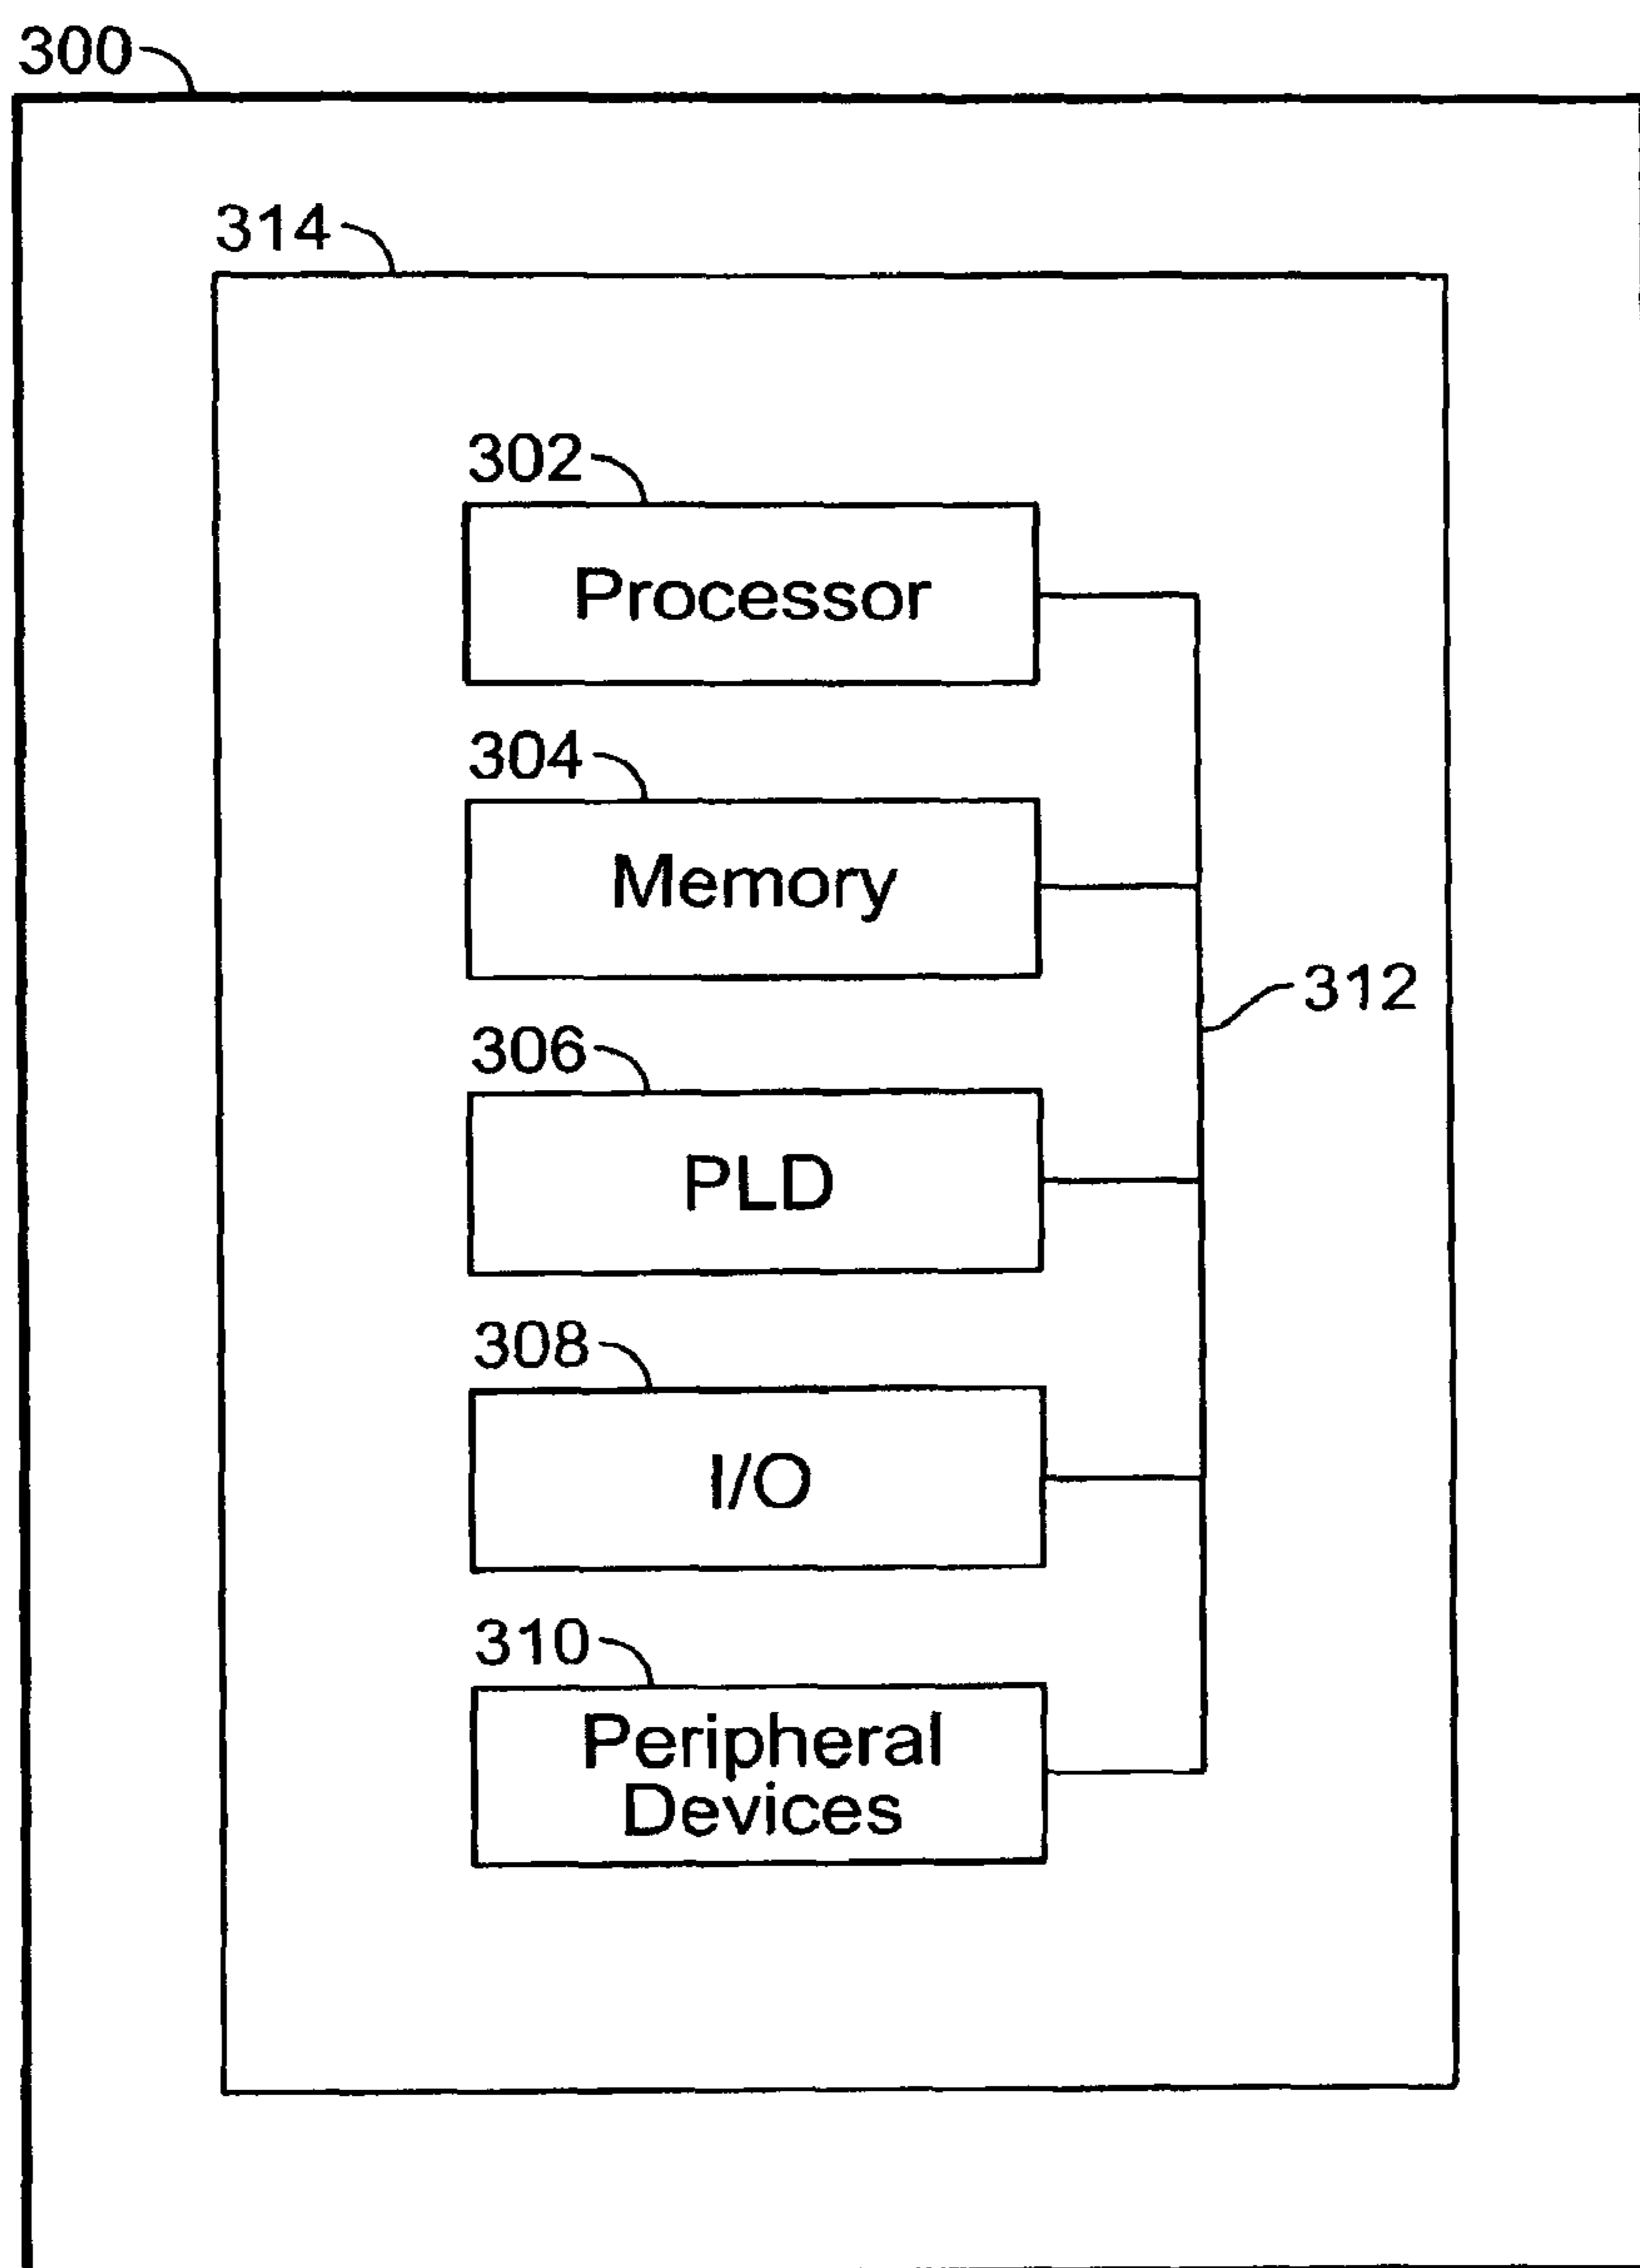 300
314
302
Processor
304
Memory
312
306
PLD
308
I/O
310
Peripheral
Devices